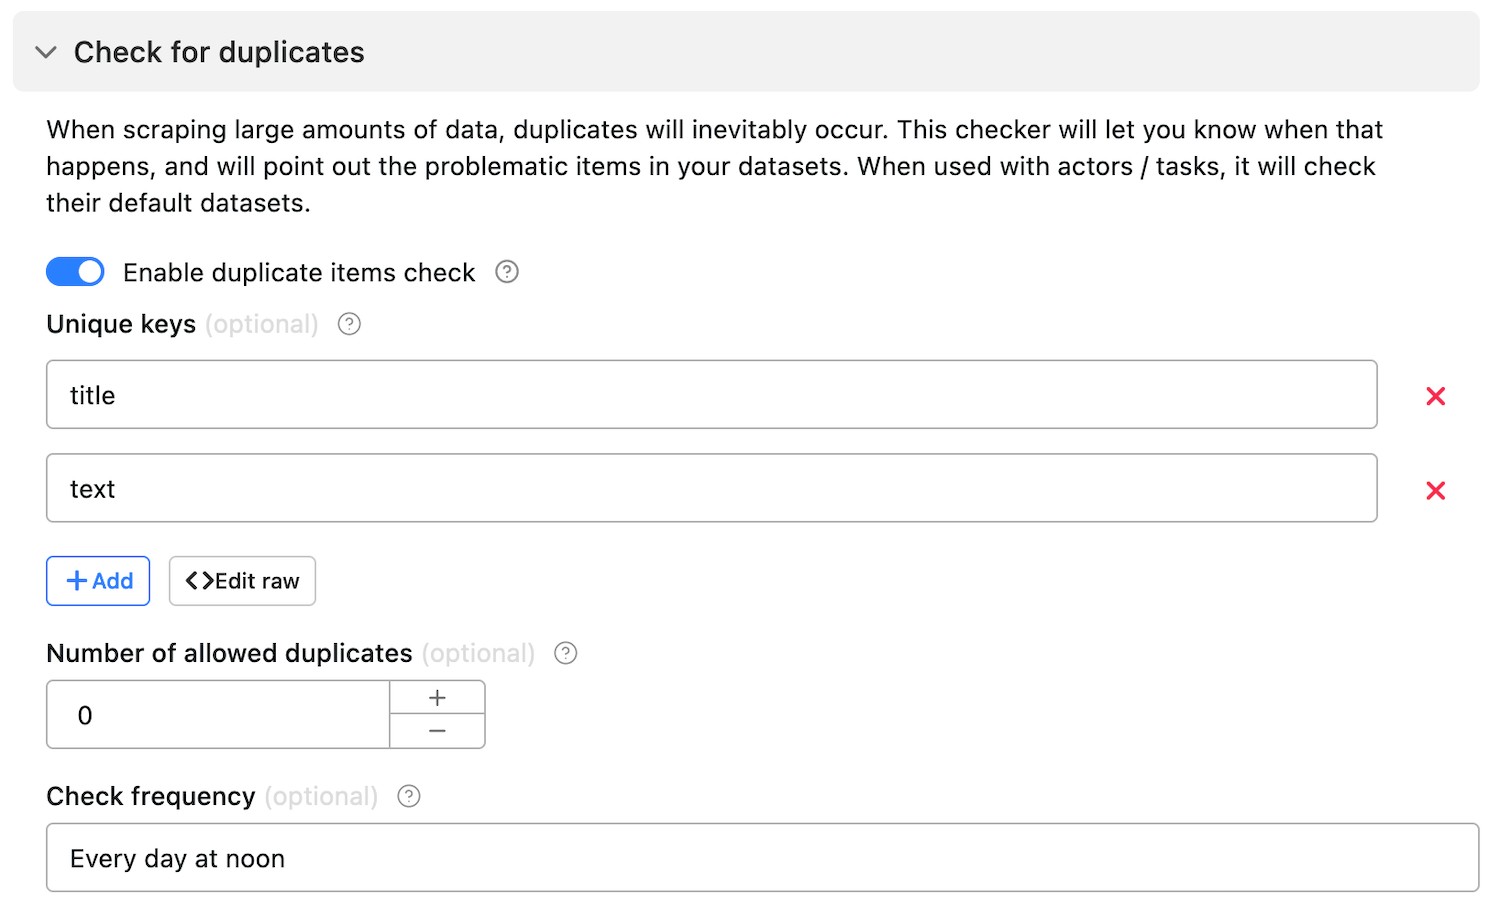 Check for duplicates
When scraping large amounts of data, duplicates will inevitably occur. This checker will let you know when that
happens, and will point out the problematic items in your datasets. When used with actors / tasks, it will check
their default datasets.
Enable duplicate items check ?
Unique keys (optional) ?
title
text
+ Add <> Edit raw
Number of allowed duplicates (optional) ?
0
Check frequency (optional) ?
Every day at noon